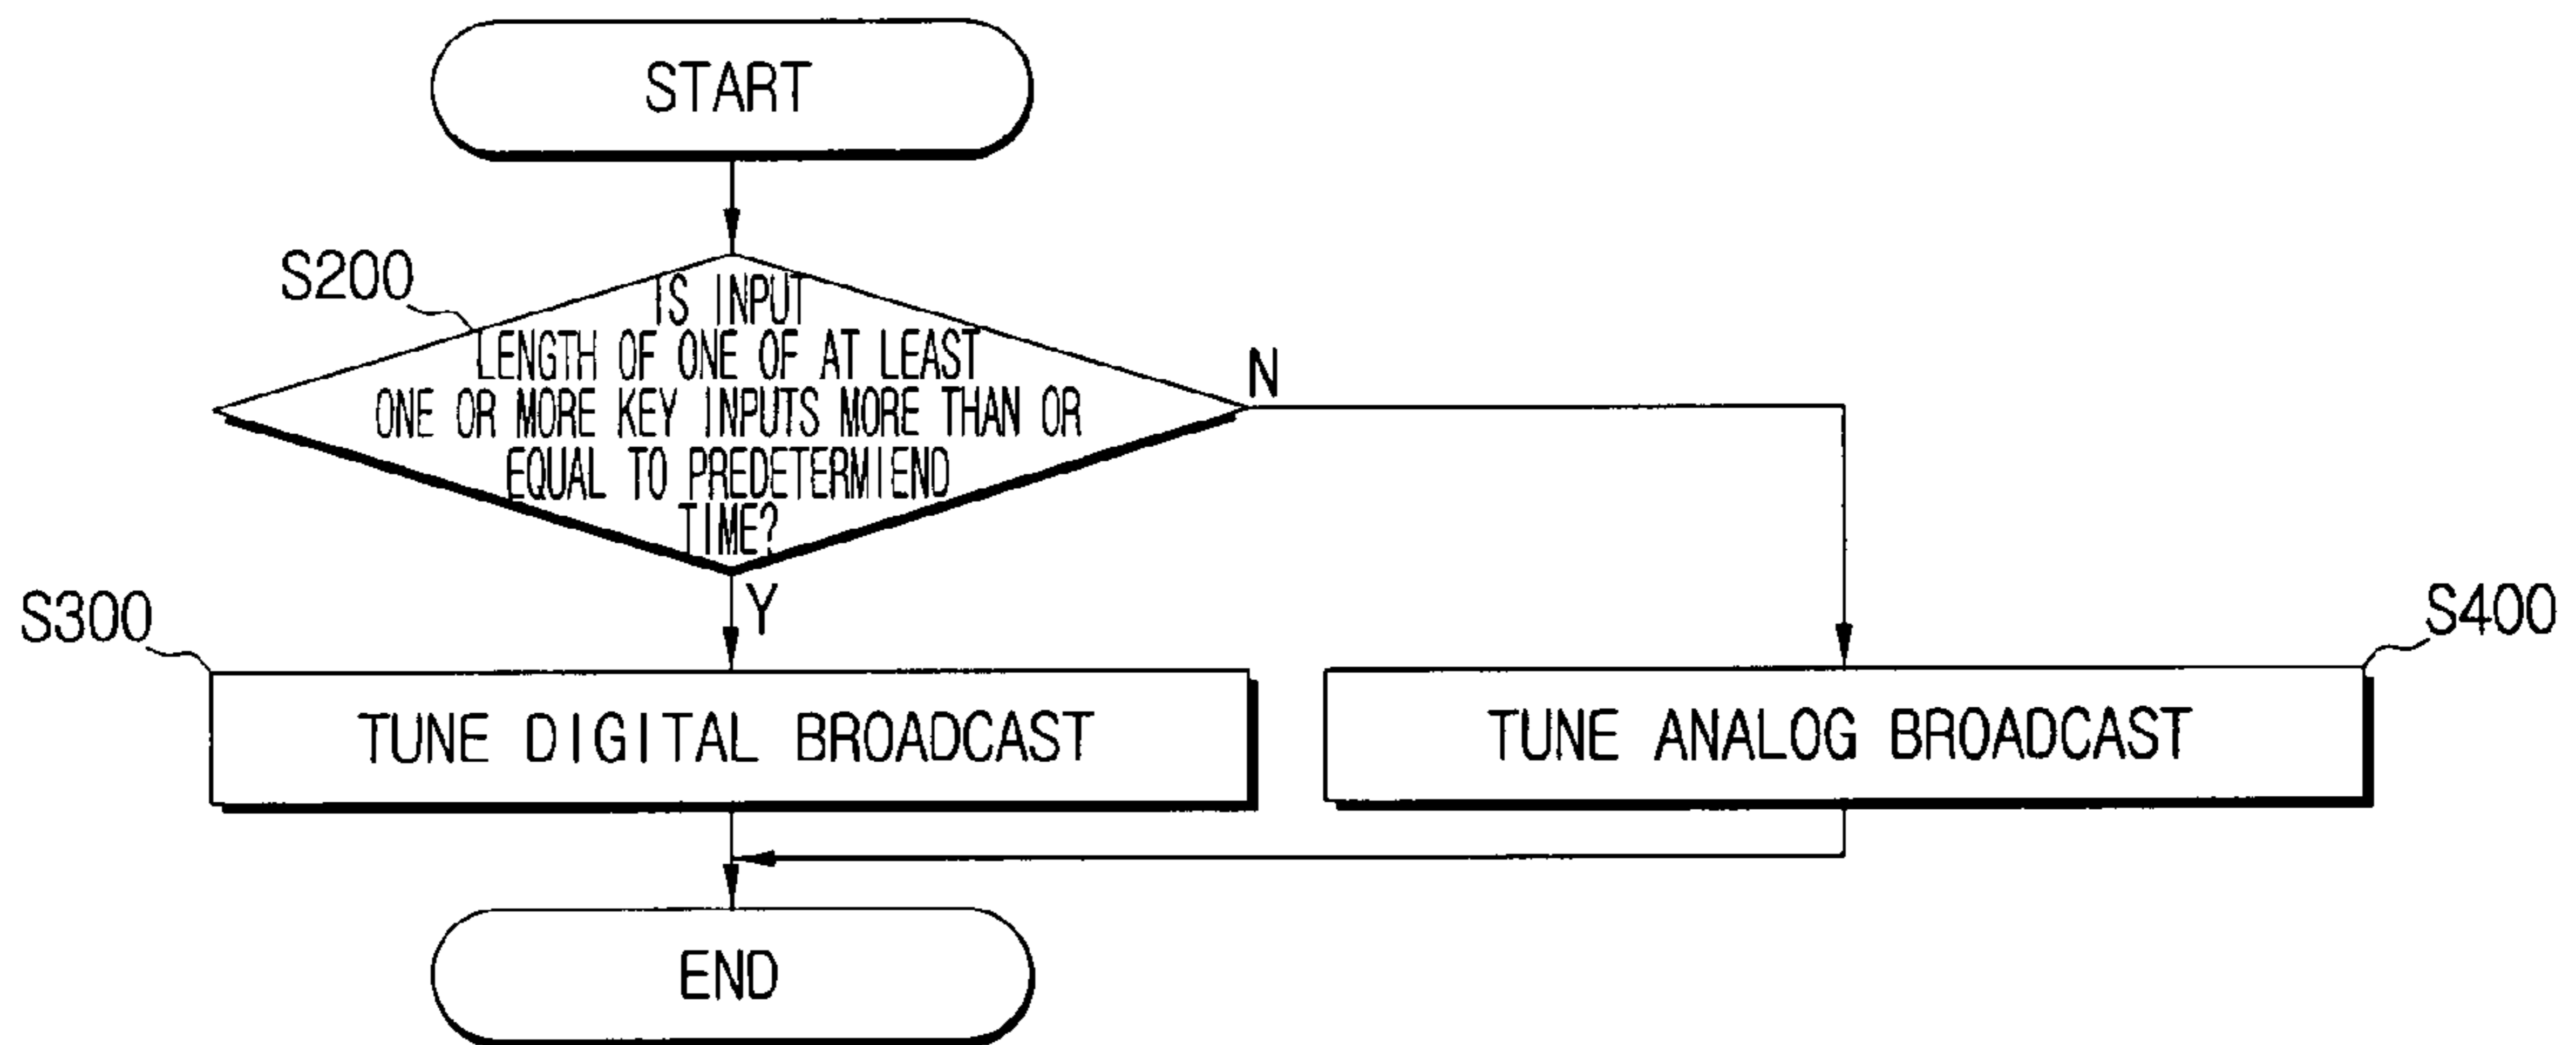 START
S200
IS INPUT
LENGTH OF ONE OF AT LEAST
ONE OR MORE KEY INPUTS MORE THAN OR
EQUAL TO PREDETERMIEND
TIME?
N
Y
S300
TUNE DIGITAL BROADCAST
S400
TUNE ANALOG BROADCAST
END